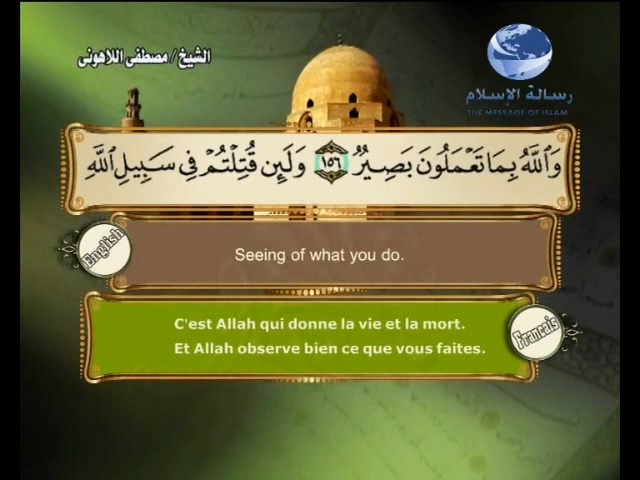 الشيخ / مصطفى اللاهونى
رسالة الإسلام
THE MESSAGE OF ISLAM
وَٱللَّهُ بِمَا تَعْمَلُونَ بَصِيرٌ ١٥٦ وَلَئِن قُتِلْتُمْ فِى سَبِيلِ ٱللَّهِ
English
Seeing of what you do.
C'est Allah qui donne la vie et la mort.
Et Allah observe bien ce que vous faites.
Francais